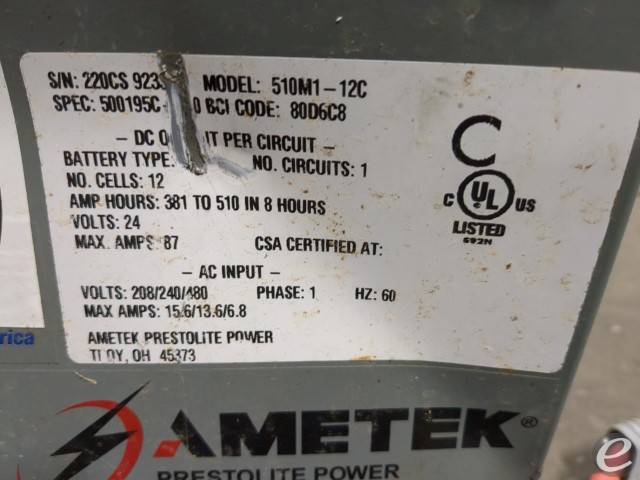 S/N: 220CS MODEL: 510M1-12C
SPEC: BCI CODE: 80D6C8
- DC PER CIRCUIT -
BATTERY TYPE: NO. CIRCUITS: 1
NO. CELLS: 12
AMP HOURS: 381 TO 510 IN 8 HOURS
VOLTS: 24
MAX. AMPS: 87 CSA CERTIFIED AT:
- AC INPUT -
VOLTS: 208/240/480 PHASE: 1 HZ: 60
MAX AMPS: 15.6/13.6/6.8
AMETEK PRESTOLITE POWER
OH 45373
C
C UL US
®
LISTED
592N
rica
AMETEK®
PRESTOLITE POWER
e